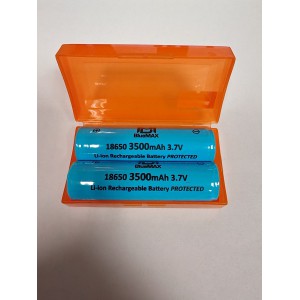 BlueMAX
18650 3500mAh 3.7V
Li-Ion Rechargeable Battery PROTECTED
18650 3500mAh 3.7V
Li-Ion Rechargeable Battery PROTECTED